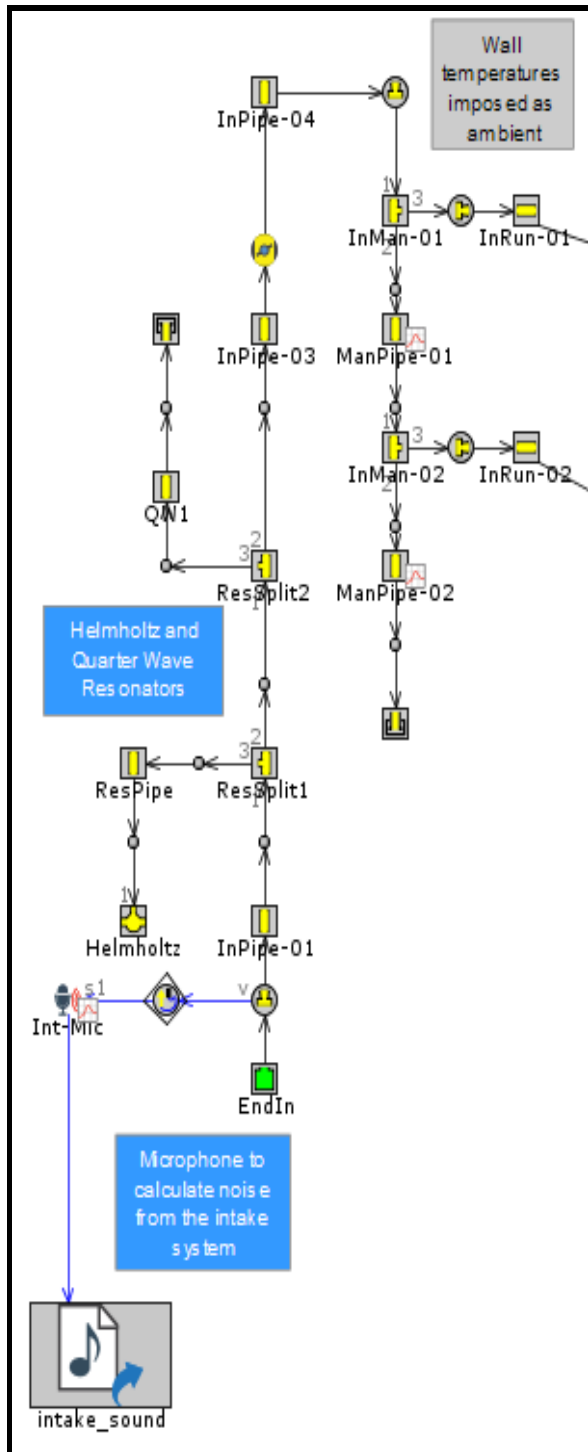 Wall
temperatures
imposed as
ambient
InPipe-04
1
3
InMan-01
InRun-01
2
InPipe-03
ManPipe-01
1
3
InMan-02
InRun-02
2
QW1
2
3
ResSplit2
ManPipe-02
1
Helmholtz and
Quarter Wave
Resonators
2
3
ResPipe
ResSplit1
1
1
Helmholtz
InPipe-01
s1
v
Int-Mic
EndIn
Microphone to
calculate noise
from the intake
system
intake_sound